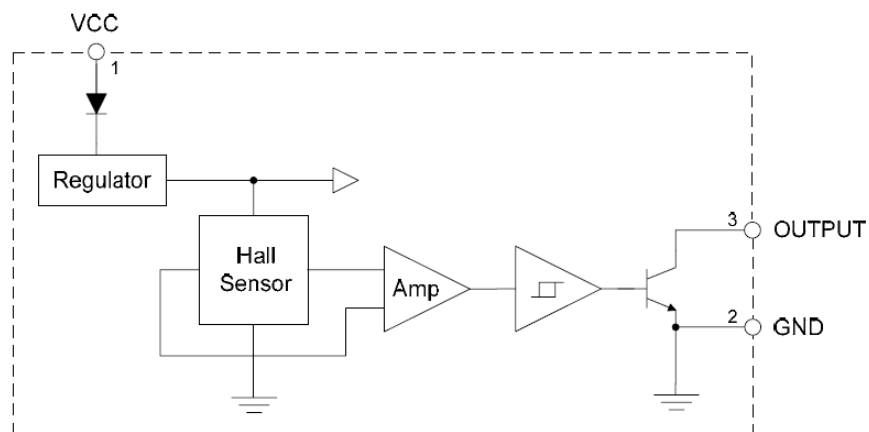 VCC
1
Regulator
Hall
Sensor
Amp
3
OUTPUT
2
GND